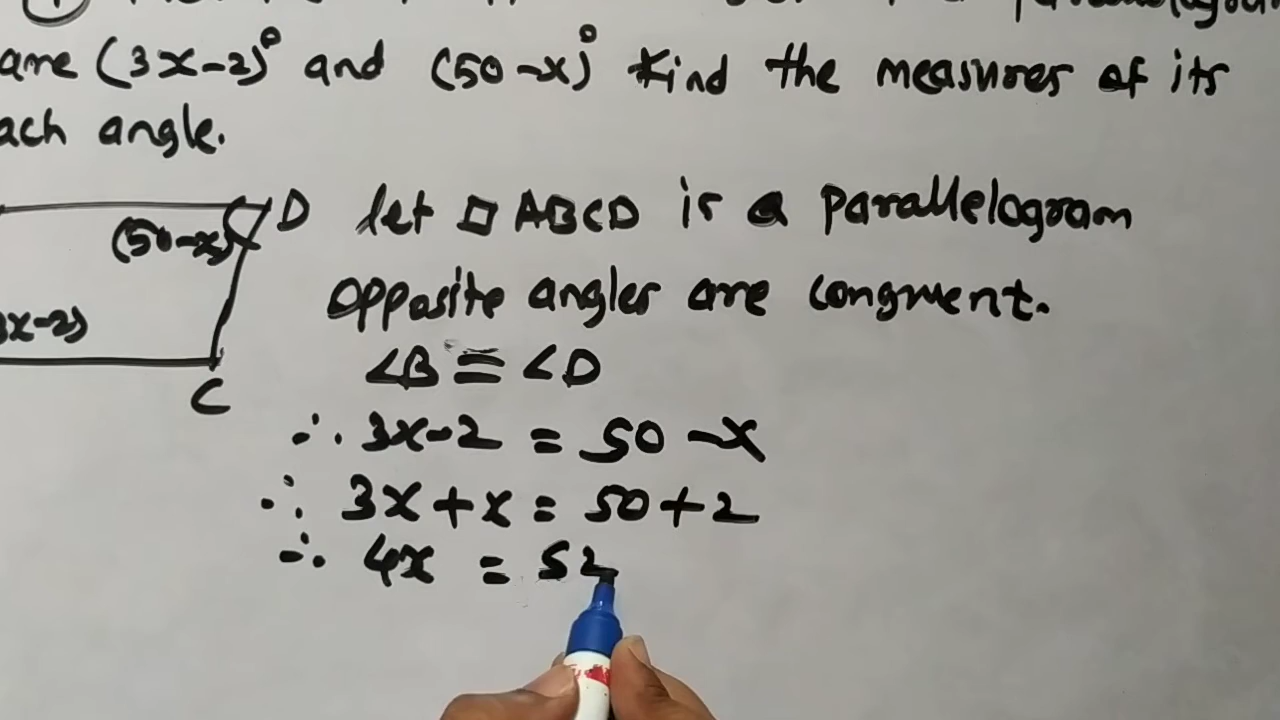 are (3x-2)° and (50-x)° Find the measures of its
ach angle.
(50-x) D
x-2)
C
let □ ABCD is a parallelogram
opposite angles are congruent.
∠B ≅ ∠D
∴ 3x-2 = 50-x
∴ 3x+x = 50+2
∴ 4x = 52